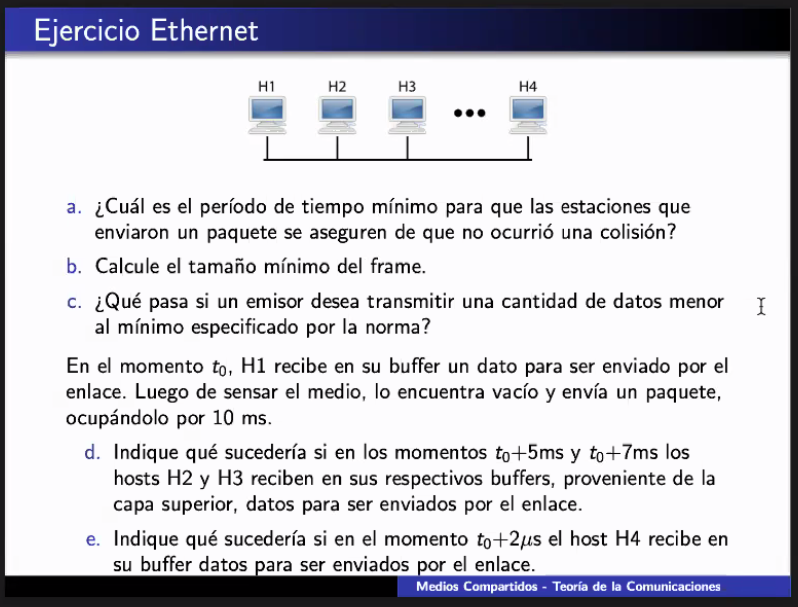 Ejercicio Ethernet
H1 H2 H3 H4
a. ¿Cuál es el período de tiempo mínimo para que las estaciones que
enviaron un paquete se aseguren de que no ocurrió una colisión?
b. Calcule el tamaño mínimo del frame.
c. ¿Qué pasa si un emisor desea transmitir una cantidad de datos menor
al mínimo especificado por la norma?
En el momento t₀, H1 recibe en su buffer un dato para ser enviado por el
enlace. Luego de sensar el medio, lo encuentra vacío y envía un paquete,
ocupándolo por 10 ms.
d. Indique qué sucedería si en los momentos t₀+5ms y t₀+7ms los
hosts H2 y H3 reciben en sus respectivos buffers, proveniente de la
capa superior, datos para ser enviados por el enlace.
e. Indique qué sucedería si en el momento t₀+2μs el host H4 recibe en
su buffer datos para ser enviados por el enlace.
Medios Compartidos - Teoría de la Comunicaciones